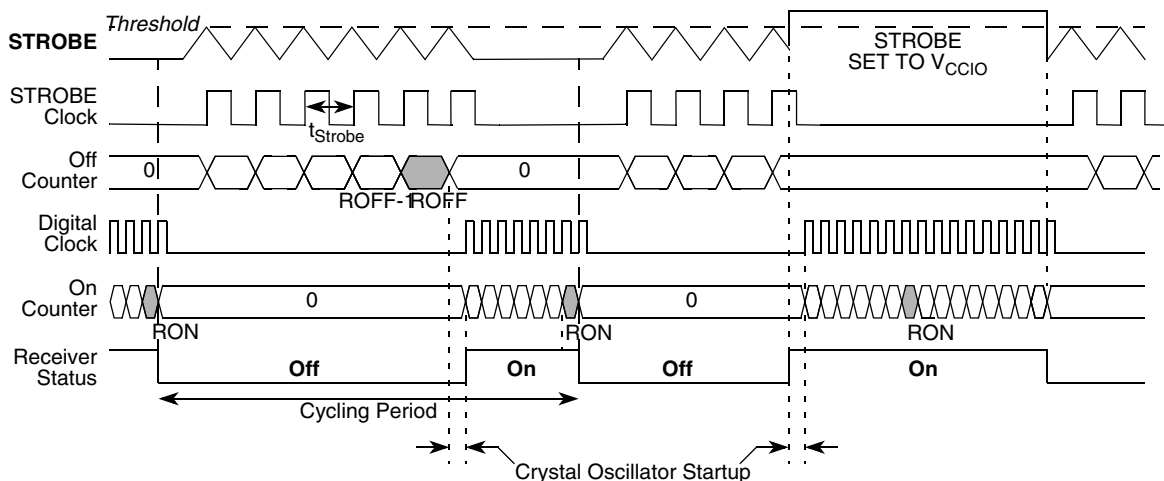 Threshold
STROBE
STROBE
SET TO VCCIO
STROBE
Clock
tStrobe
Off
Counter
0
0
ROFF-1
ROFF
Digital
Clock
On
Counter
0
0
RON
RON
RON
Receiver
Status
Off
On
Off
On
Cycling Period
Crystal Oscillator Startup